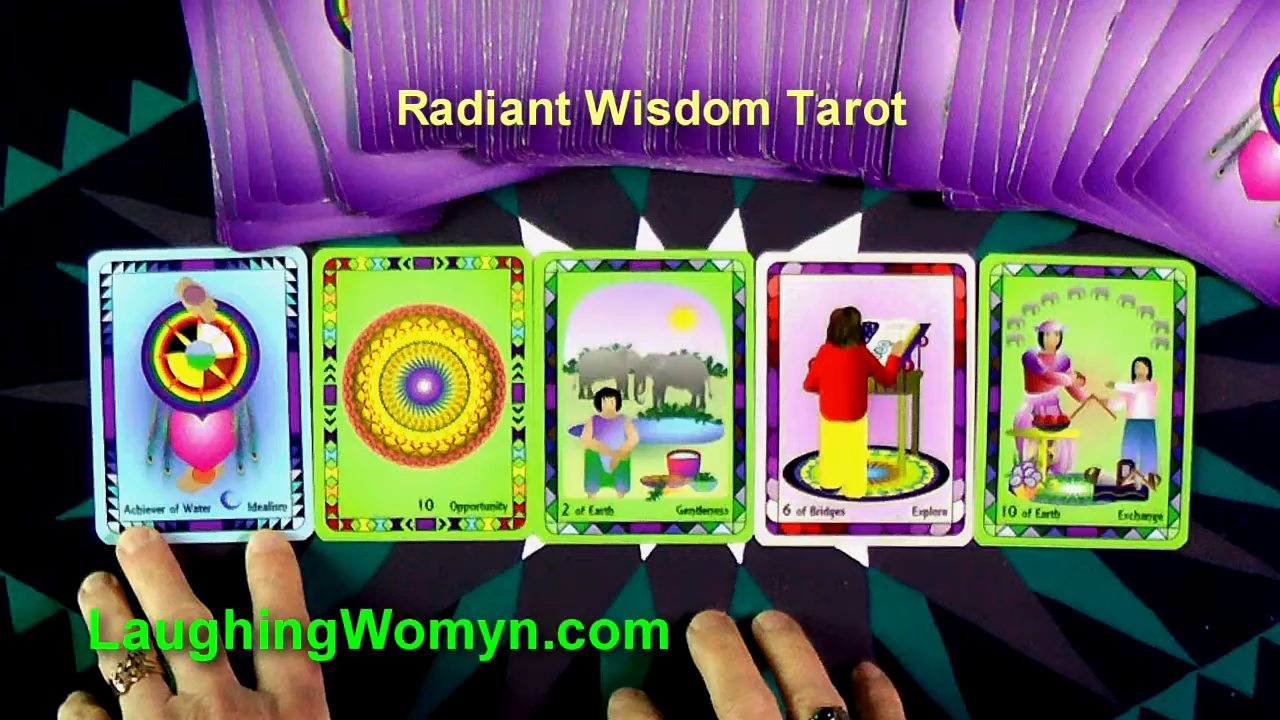 Radiant Wisdom Tarot
Achiever of Water Idealism
10 Opportunity
2 of Earth Gentleness
6 of Bridges Explore
10 of Earth Exchange
LaughingWomyn.com